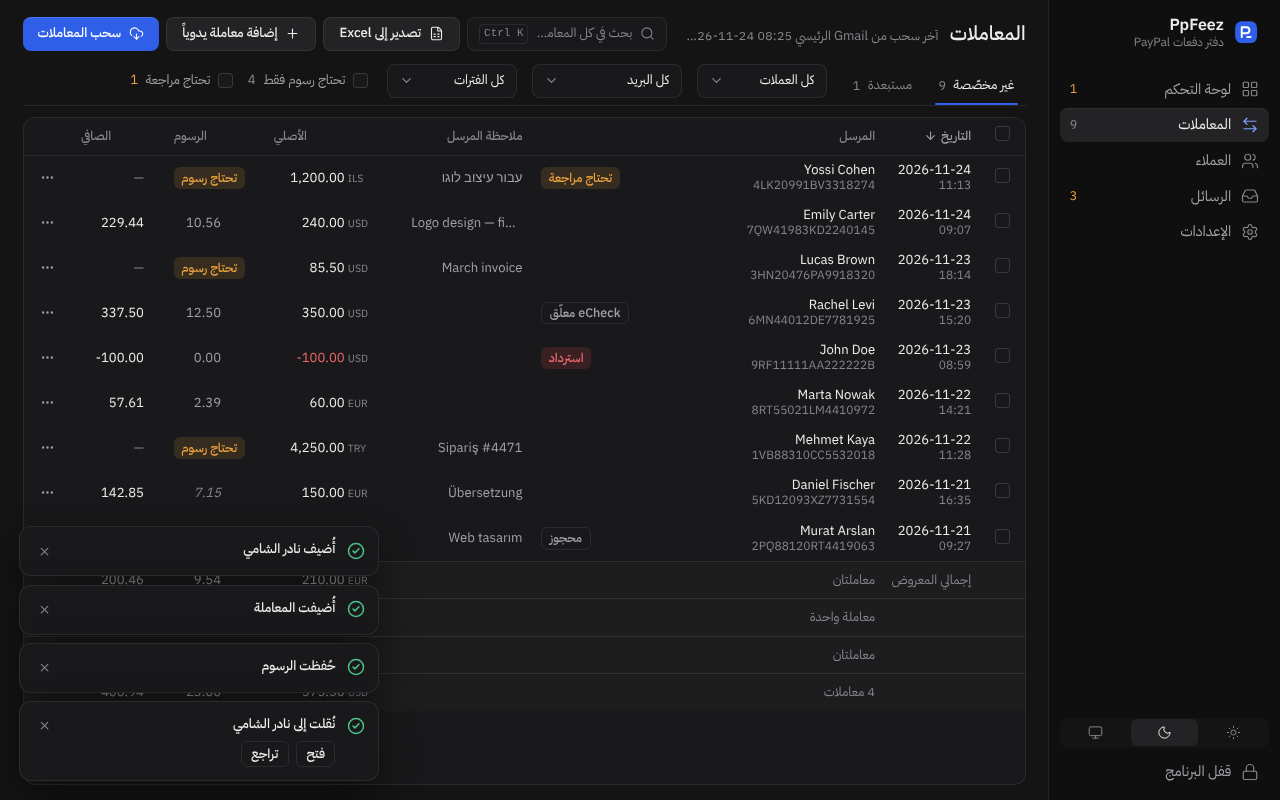 PpFeez
دفتر دفعات PayPal
لوحة التحكم 1
المعاملات 9
العملاء
الرسائل 3
الإعدادات
قفل البرنامج
المعاملات
آخر سحب من Gmail الرئيسي 08:25 24-11-26...
بحث في كل المعام... Ctrl K
تصدير إلى Excel
إضافة معاملة يدوياً
سحب المعاملات
غير مخصّصة 9
مستبعدة 1
كل العملات
كل البريد
كل الفترات
تحتاج رسوم فقط 4
تحتاج مراجعة 1
التاريخ ↓ المرسل ملاحظة المرسل الأصلي الرسوم الصافي
2026-11-24 Yossi Cohen تحتاج مراجعة עבור עיצוב לוגו 1,200.00 ILS تحتاج رسوم —
11:13 4LK20991BV3318274
2026-11-24 Emily Carter Logo design — fi... 240.00 USD 10.56 229.44
09:07 7QW41983KD2240145
2026-11-23 Lucas Brown March invoice 85.50 USD تحتاج رسوم —
18:14 3HN20476PA9918320
2026-11-23 Rachel Levi eCheck معلّق 350.00 USD 12.50 337.50
15:20 6MN44012DE7781925
2026-11-23 John Doe استرداد -100.00 USD 0.00 -100.00
08:59 9RF11111AA222222B
2026-11-22 Marta Nowak 60.00 EUR 2.39 57.61
14:21 8RT55021LM4410972
2026-11-22 Mehmet Kaya Sipariş #4471 4,250.00 TRY تحتاج رسوم —
11:28 1VB88310CC5532018
2026-11-21 Daniel Fischer Übersetzung 150.00 EUR 7.15 142.85
16:35 5KD12093XZ7731554
2026-11-21 Murat Arslan محجوز Web tasarım
09:27 2PQ88120RT4419063
إجمالي المعروض معاملتان 210.00 EUR 9.54 200.46
معاملة واحدة
معاملتان
4 معاملات
أُضيف نادر الشامي
أُضيفت المعاملة
حُفظت الرسوم
نُقلت إلى نادر الشامي
فتح
تراجع